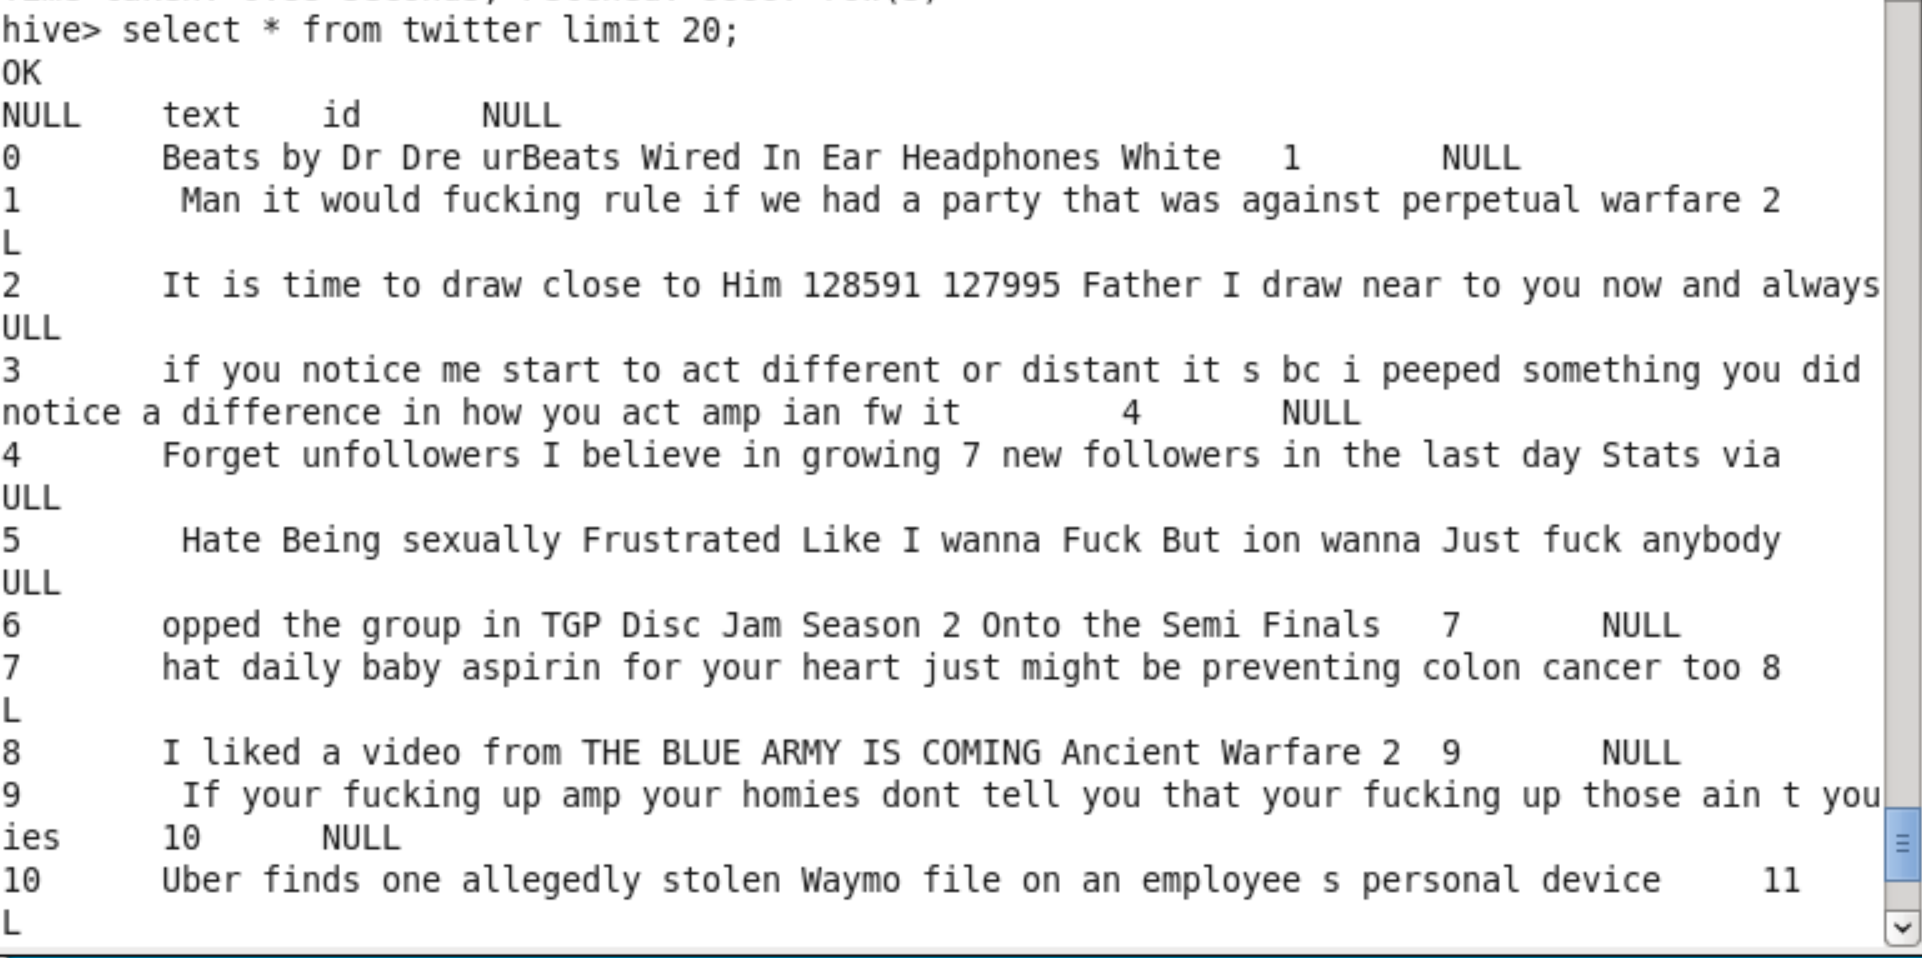 hive> select * from twitter limit 20;
OK
NULL text id NULL
0 Beats by Dr Dre urBeats Wired In Ear Headphones White 1 NULL
1 Man it would fucking rule if we had a party that was against perpetual warfare 2
L
2 It is time to draw close to Him 128591 127995 Father I draw near to you now and always
ULL
3 if you notice me start to act different or distant it s bc i peeped something you did
notice a difference in how you act amp ian fw it 4 NULL
4 Forget unfollowers I believe in growing 7 new followers in the last day Stats via
ULL
5 Hate Being sexually Frustrated Like I wanna Fuck But ion wanna Just fuck anybody
ULL
6 opped the group in TGP Disc Jam Season 2 Onto the Semi Finals 7 NULL
7 hat daily baby aspirin for your heart just might be preventing colon cancer too 8
L
8 I liked a video from THE BLUE ARMY IS COMING Ancient Warfare 2 9 NULL
9 If your fucking up amp your homies dont tell you that your fucking up those ain t you
ies 10 NULL
10 Uber finds one allegedly stolen Waymo file on an employee s personal device 11
L